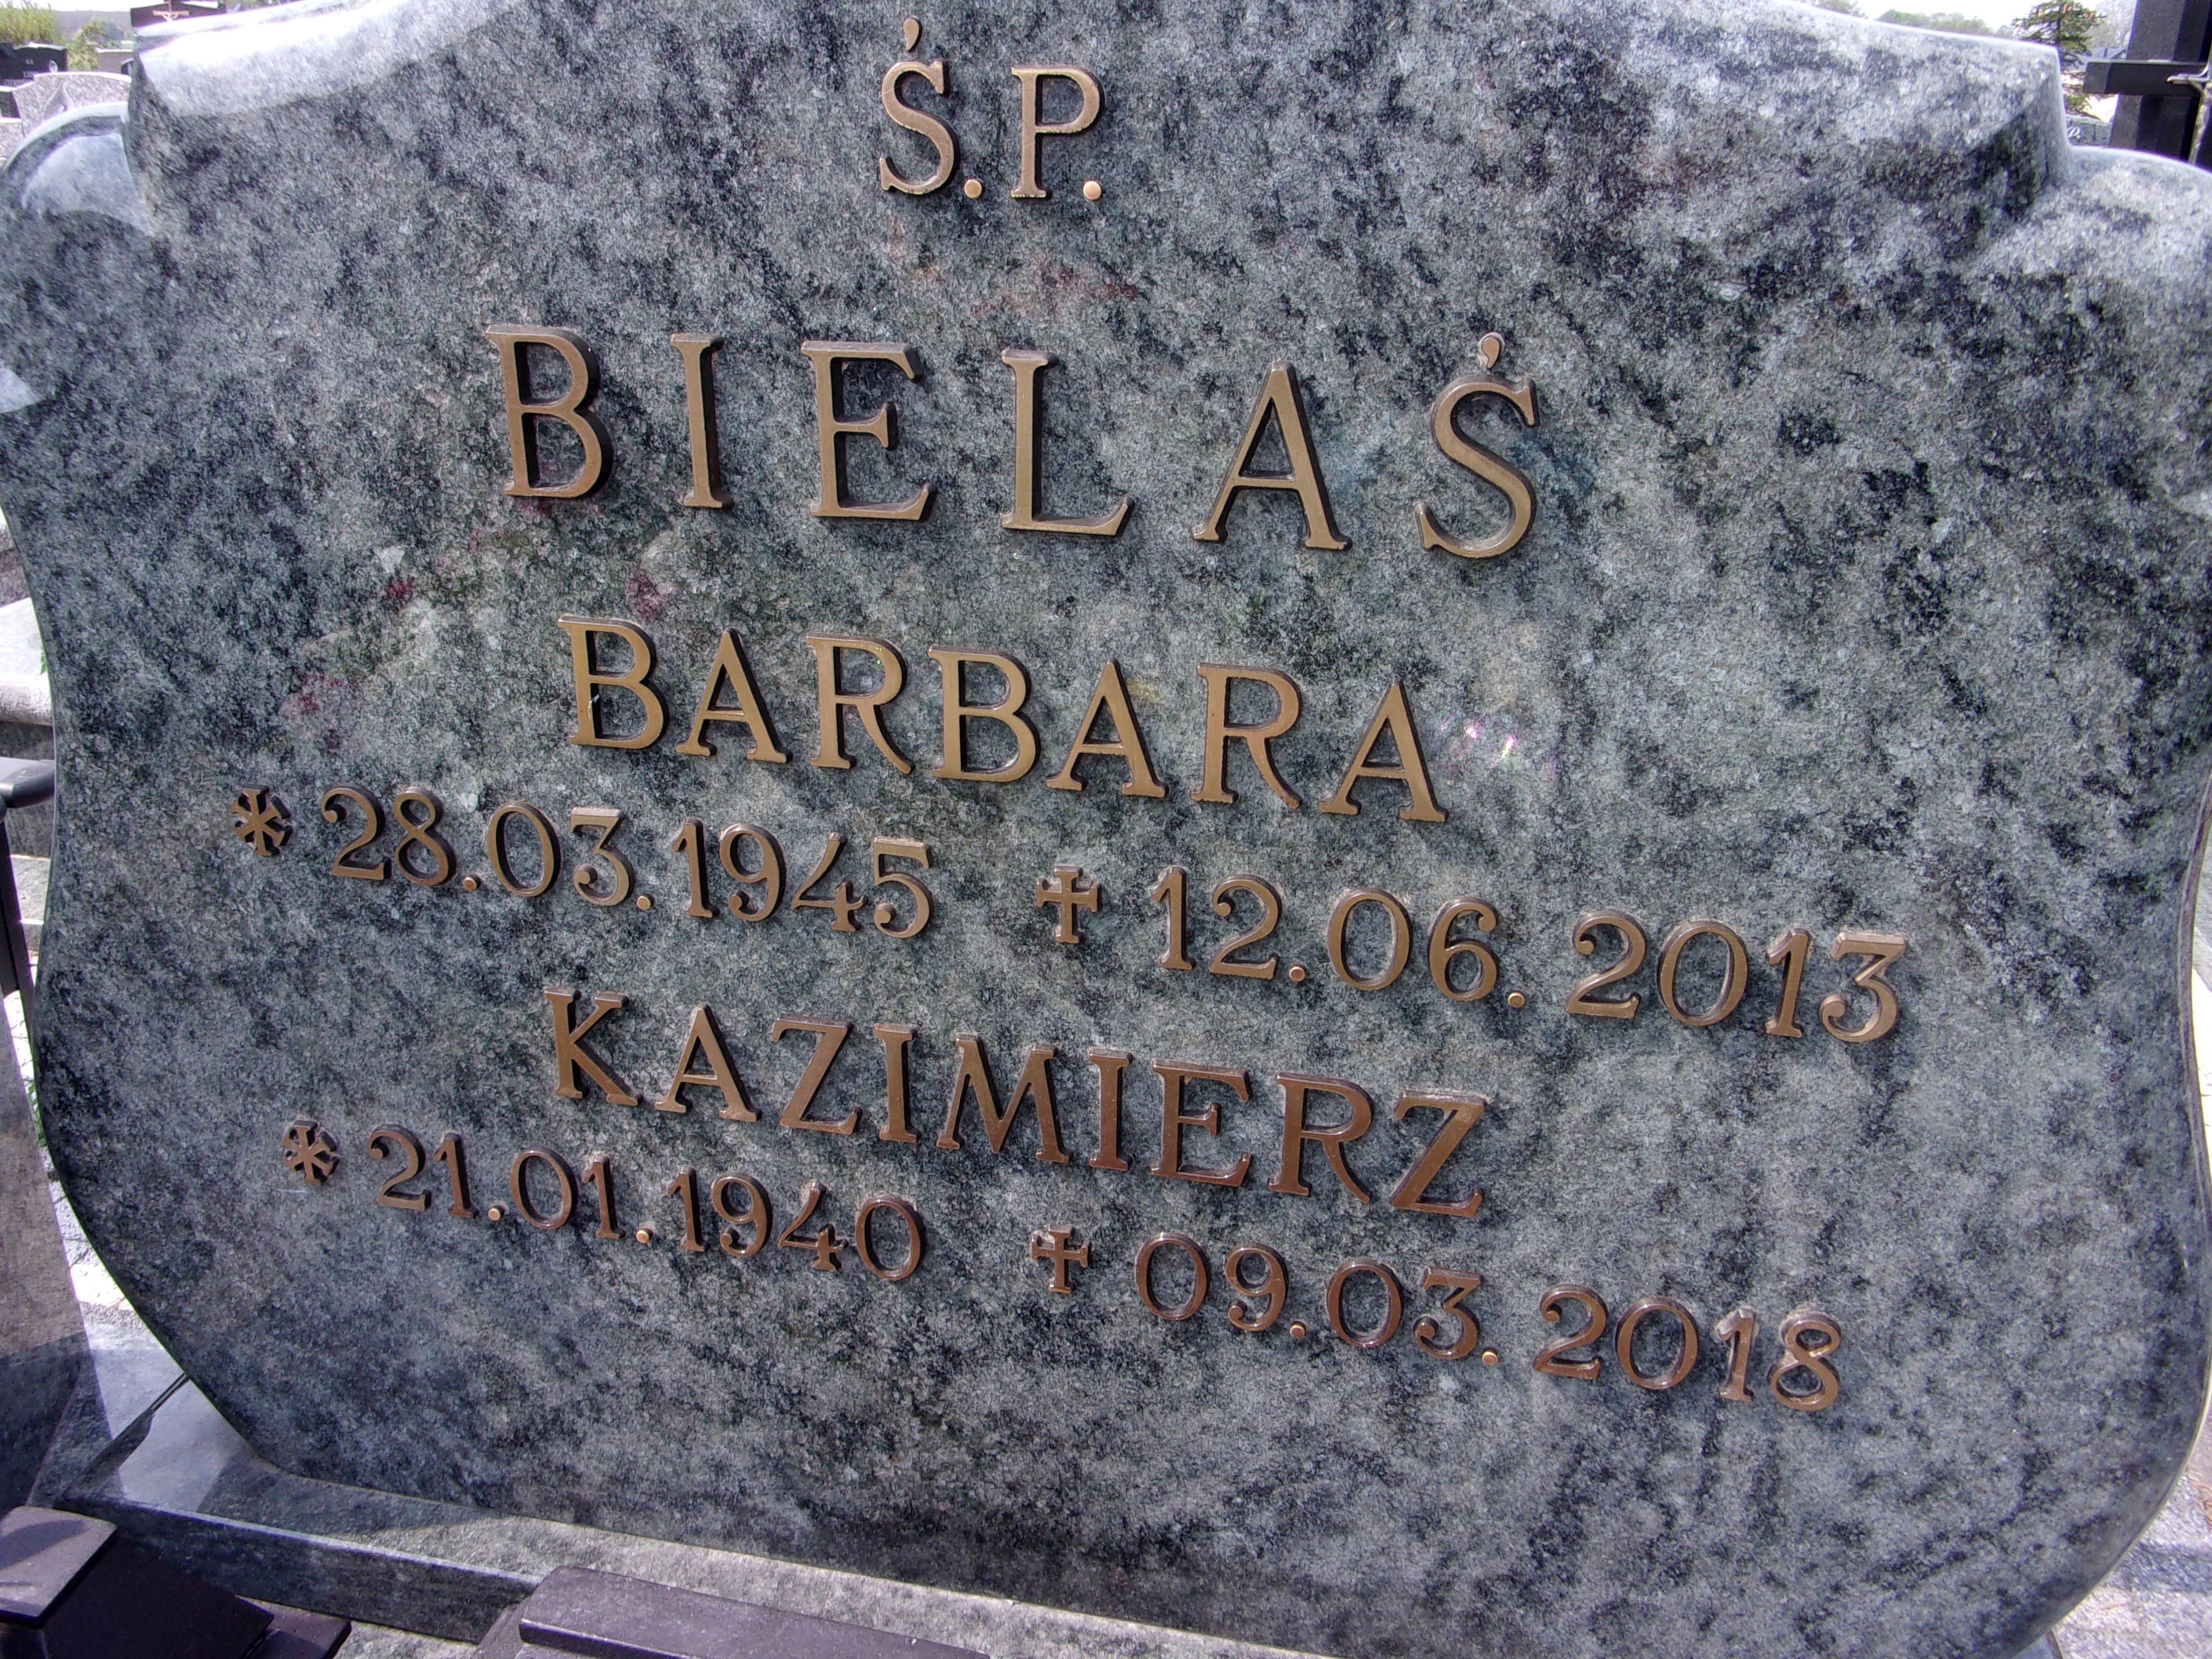 Ś.P.
BIELAŚ
BARBARA
* 28.03.1945 ✝ 12.06.2013
KAZIMIERZ
* 21.01.1940 ✝ 09.03.2018